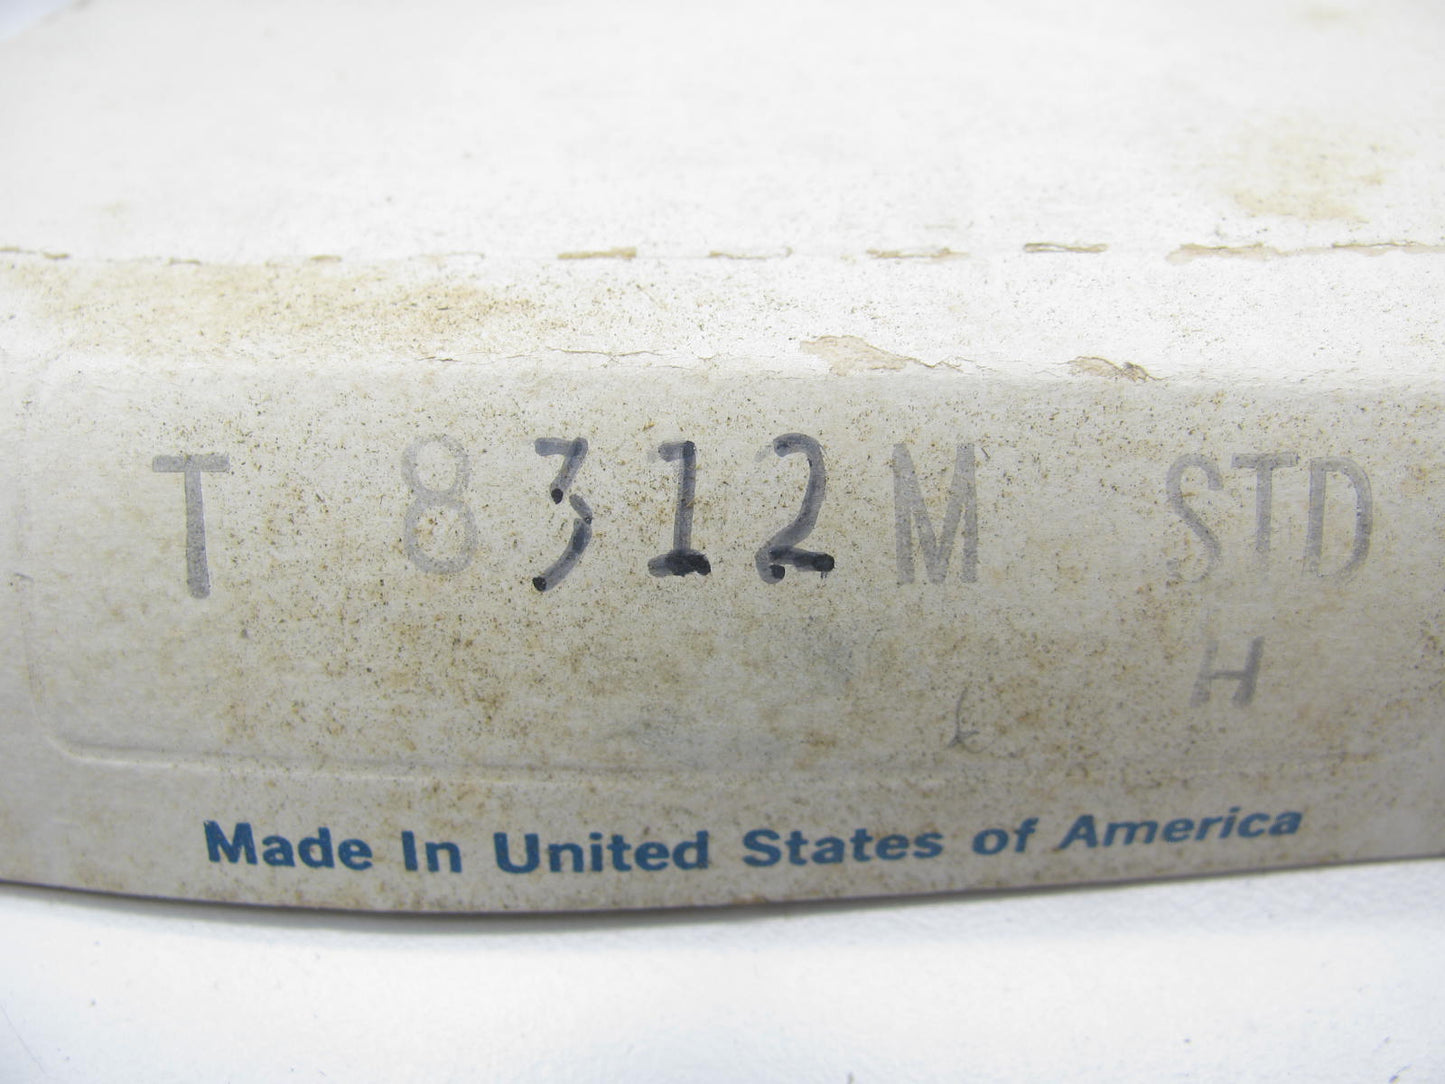 T 8312M STD
H
Made In United States of America